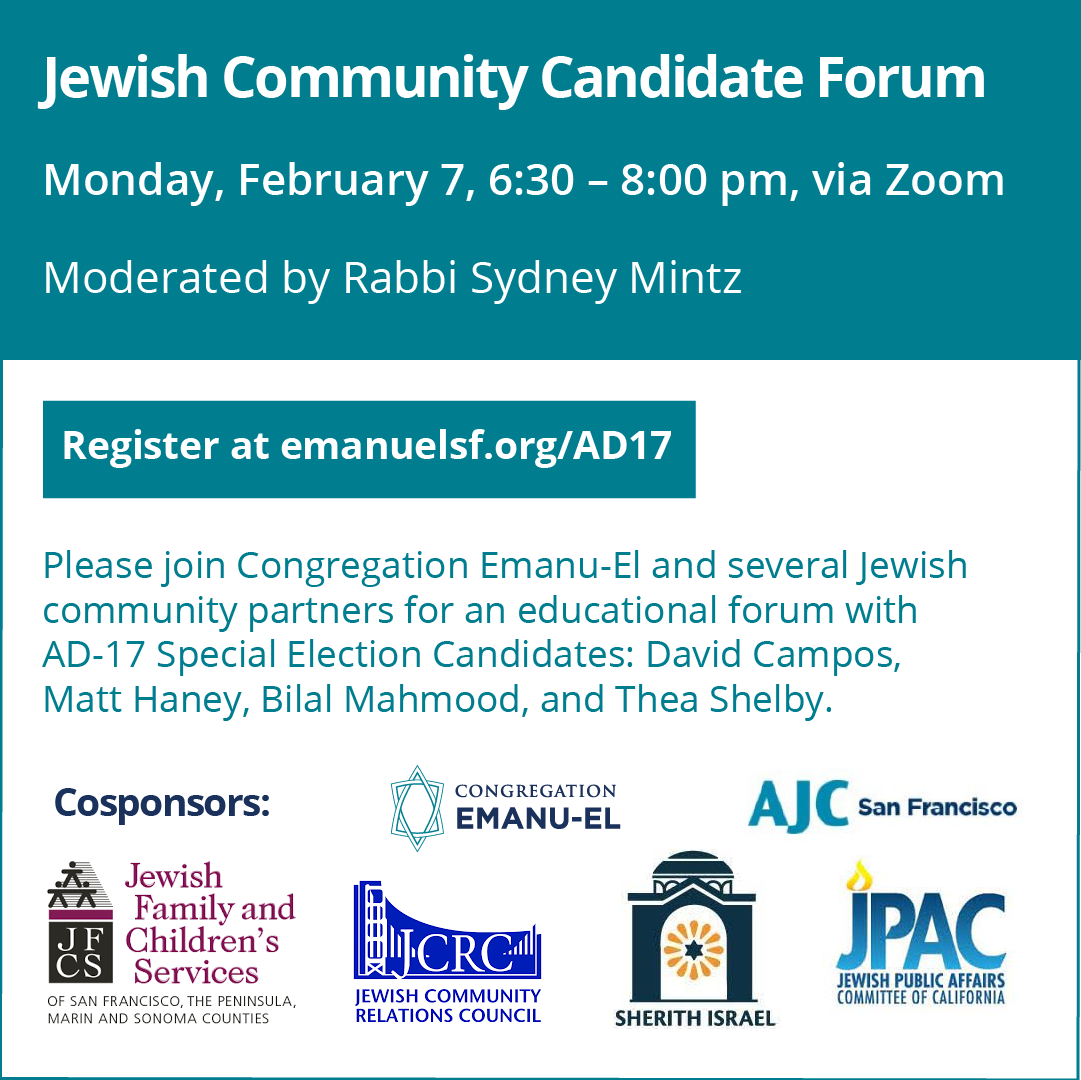 Jewish Community Candidate Forum
Monday, February 7, 6:30 – 8:00 pm, via Zoom
Moderated by Rabbi Sydney Mintz
Register at emanuelsf.org/AD17
Please join Congregation Emanu-El and several Jewish
community partners for an educational forum with
AD-17 Special Election Candidates: David Campos,
Matt Haney, Bilal Mahmood, and Thea Shelby.
Cosponsors:
CONGREGATION
EMANU-EL
AJC San Francisco
JF
CS
Jewish
Family and
Children's
Services
OF SAN FRANCISCO, THE PENINSULA,
MARIN AND SONOMA COUNTIES
JCRC
JEWISH COMMUNITY
RELATIONS COUNCIL
SHERITH ISRAEL
JPAC
JEWISH PUBLIC AFFAIRS
COMMITTEE OF CALIFORNIA